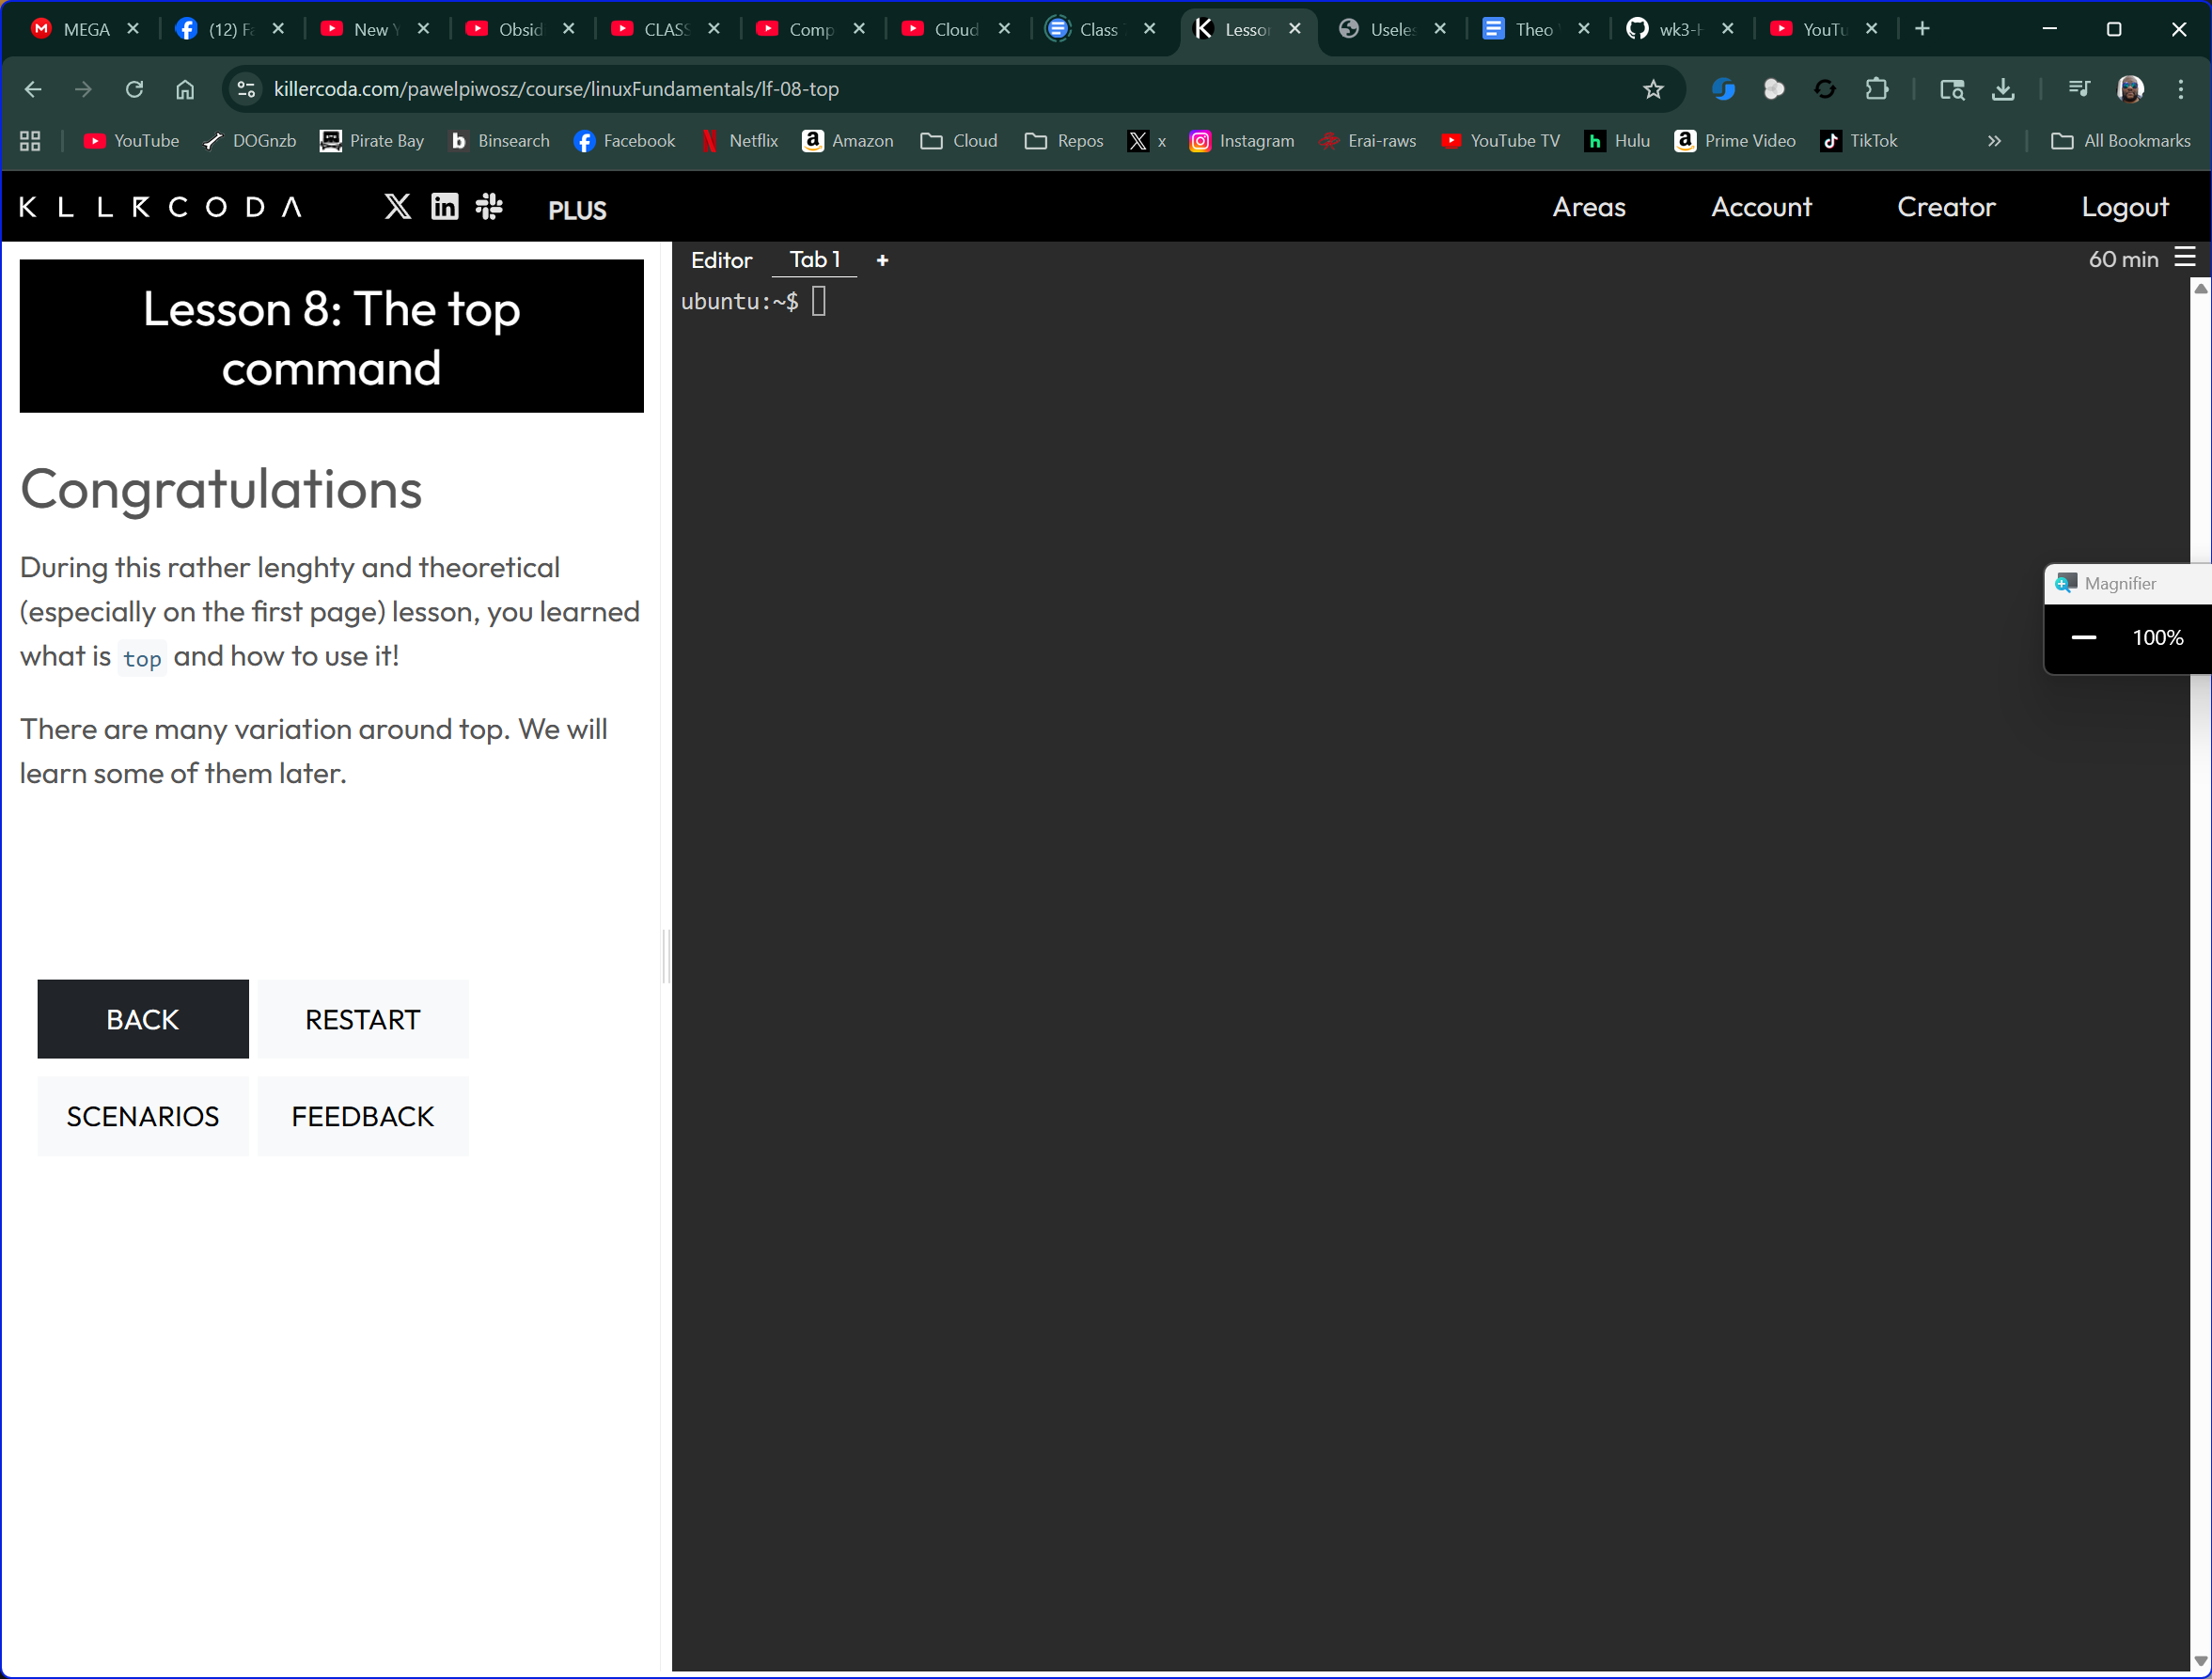 MEGA
(12) Fa
New Y
Obsid
CLASS
Comp
Cloud
Class 7
Lesson
Useles
Theo
wk3-H
YouTu
killercoda.com/pawelpiwosz/course/linuxFundamentals/lf-08-top
YouTube
DOGnzb
Pirate Bay
Binsearch
Facebook
Netflix
Amazon
Cloud
Repos
x
Instagram
Erai-raws
YouTube TV
Hulu
Prime Video
TikTok
All Bookmarks
KLLRCODA
PLUS
Areas
Account
Creator
Logout
Lesson 8: The top
command
Congratulations
During this rather lenghty and theoretical
(especially on the first page) lesson, you learned
what is top and how to use it!
There are many variation around top. We will
learn some of them later.
BACK
RESTART
SCENARIOS
FEEDBACK
Editor
Tab 1
+
60 min
ubuntu:~$
Magnifier
100%